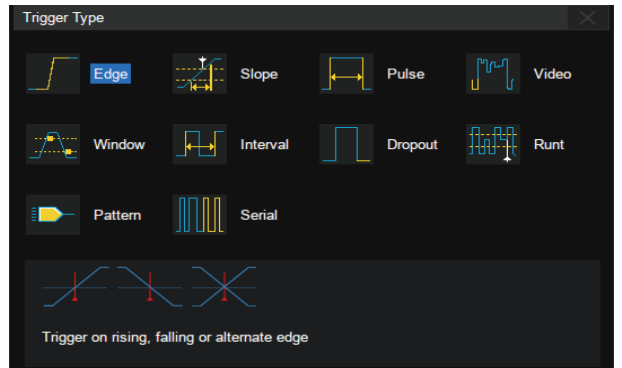 Trigger Type
Edge Slope Pulse Video
Window Interval Dropout Runt
Pattern Serial
Trigger on rising, falling or alternate edge